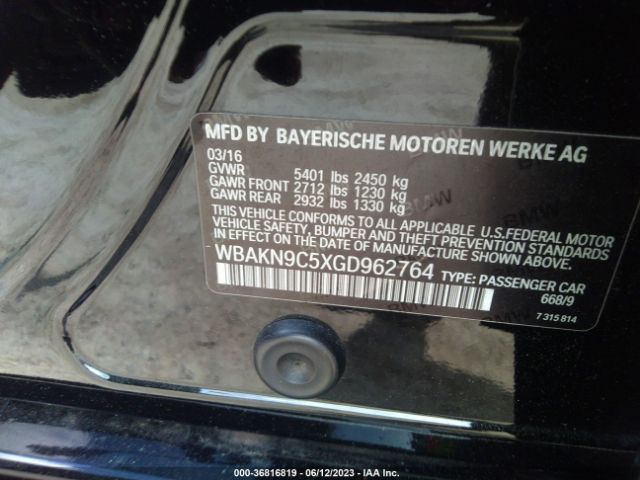 MFD BY BAYERISCHE MOTOREN WERKE AG
03/16
GVWR 5401 lbs 2450 kg
GAWR FRONT 2712 lbs 1230 kg
GAWR REAR 2932 lbs 1330 kg
THIS VEHICLE CONFORMS TO ALL APPLICABLE U.S.FEDERAL MOTOR
VEHICLE SAFETY, BUMPER AND THEFT PREVENTION STANDARDS
IN EFFECT ON THE DATE OF MANUFACTURE SHOWN ABOVE.
WBAKN9C5XGD962764 TYPE: PASSENGER CAR
668/9
7 315 814
000-36816819 - 06/12/2023 - IAA Inc.